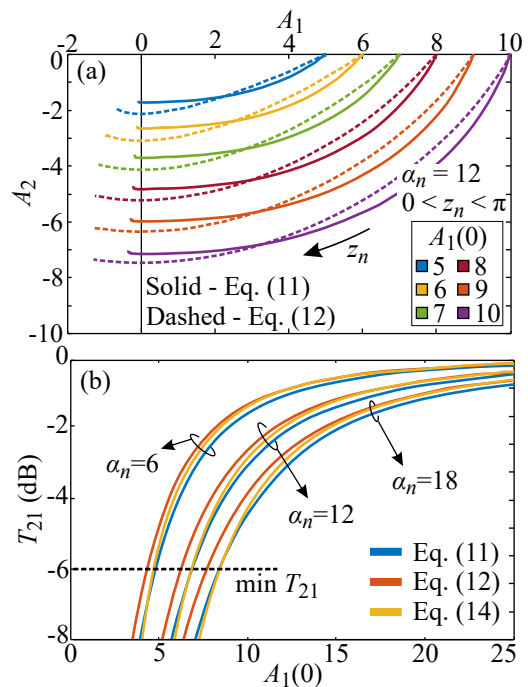 A₁
-2 0 2 4 6 8 10
(a)
0
-2
-4
-6
-8
-10
A₂
αₙ = 12
0 < zₙ < π
zₙ
A₁(0)
5 8
6 9
7 10
Solid - Eq. (11)
Dashed - Eq. (12)
(b)
0
-2
-4
-6
-8
T₂₁ (dB)
αₙ=6
αₙ=12
αₙ=18
min T₂₁
Eq. (11)
Eq. (12)
Eq. (14)
0 5 10 15 20 25
A₁(0)